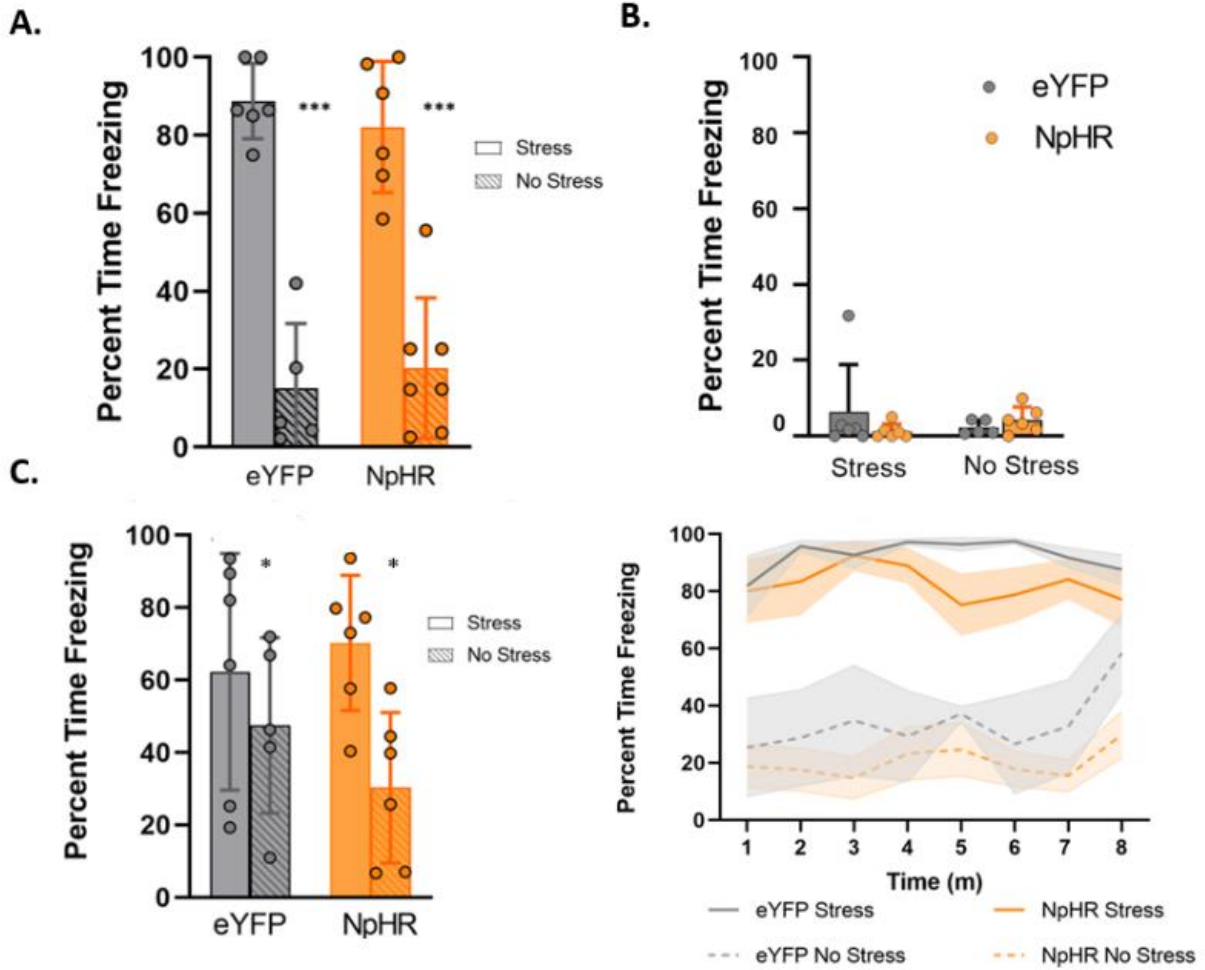 A.
Percent Time Freezing
100
80
60
40
20
0
***
***
Stress
No Stress
eYFP
NpHR
B.
Percent Time Freezing
100
80
60
40
20
0
eYFP
NpHR
Stress
No Stress
C.
Percent Time Freezing
100
80
60
40
20
0
*
*
Stress
No Stress
eYFP
NpHR
Percent Time Freezing
100
80
60
40
20
0
1 2 3 4 5 6 7 8
Time (m)
eYFP Stress
NpHR Stress
eYFP No Stress
NpHR No Stress